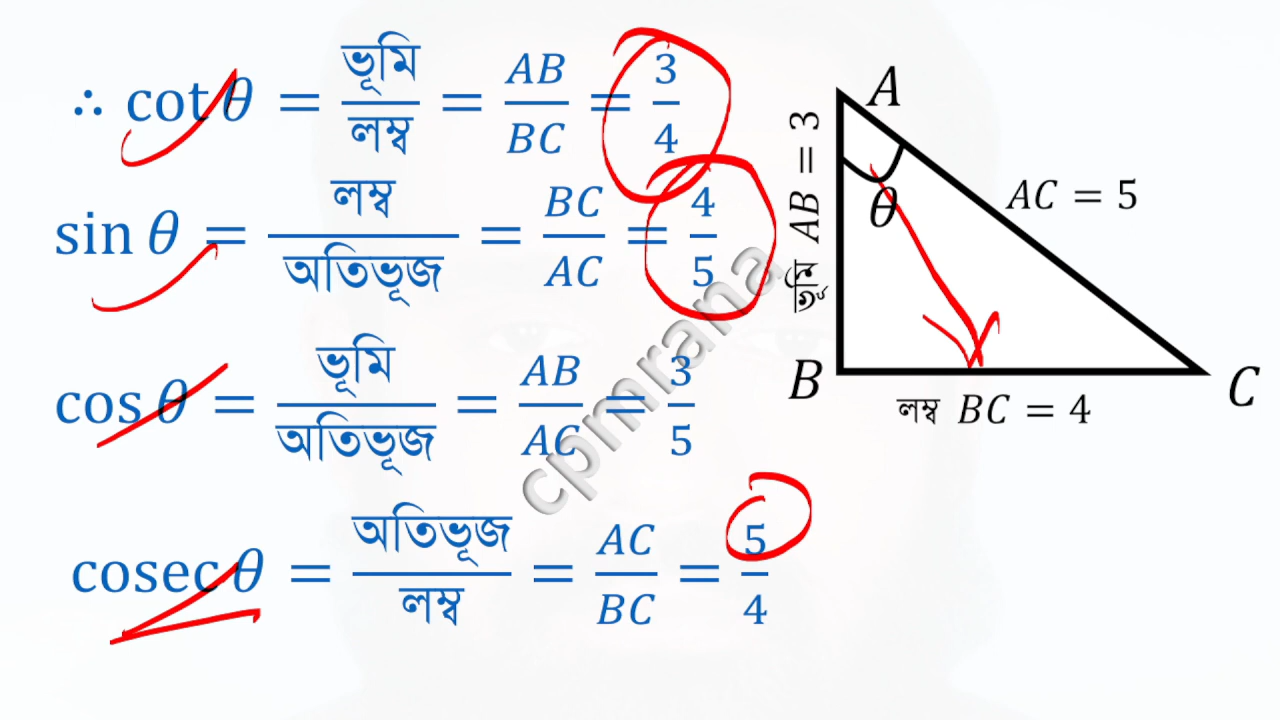 ∴ cot θ = ভূমি/লম্ব = AB/BC = 3/4
sin θ = লম্ব/অতিভূজ = BC/AC = 4/5
cos θ = ভূমি/অতিভূজ = AB/AC = 3/5
cosec θ = অতিভূজ/লম্ব = AC/BC = 5/4
A
ভূমি AB = 3
θ
AC = 5
B
C
লম্ব BC = 4
cpmrana